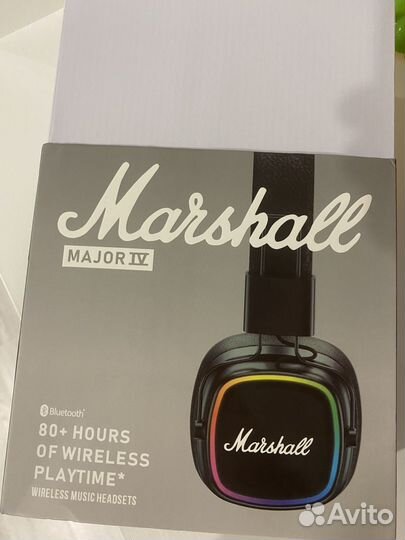 Marshall
MAJOR IV
Bluetooth
80+ HOURS
OF WIRELESS
PLAYTIME*
WIRELESS MUSIC HEADSETS
Marshall
Avito